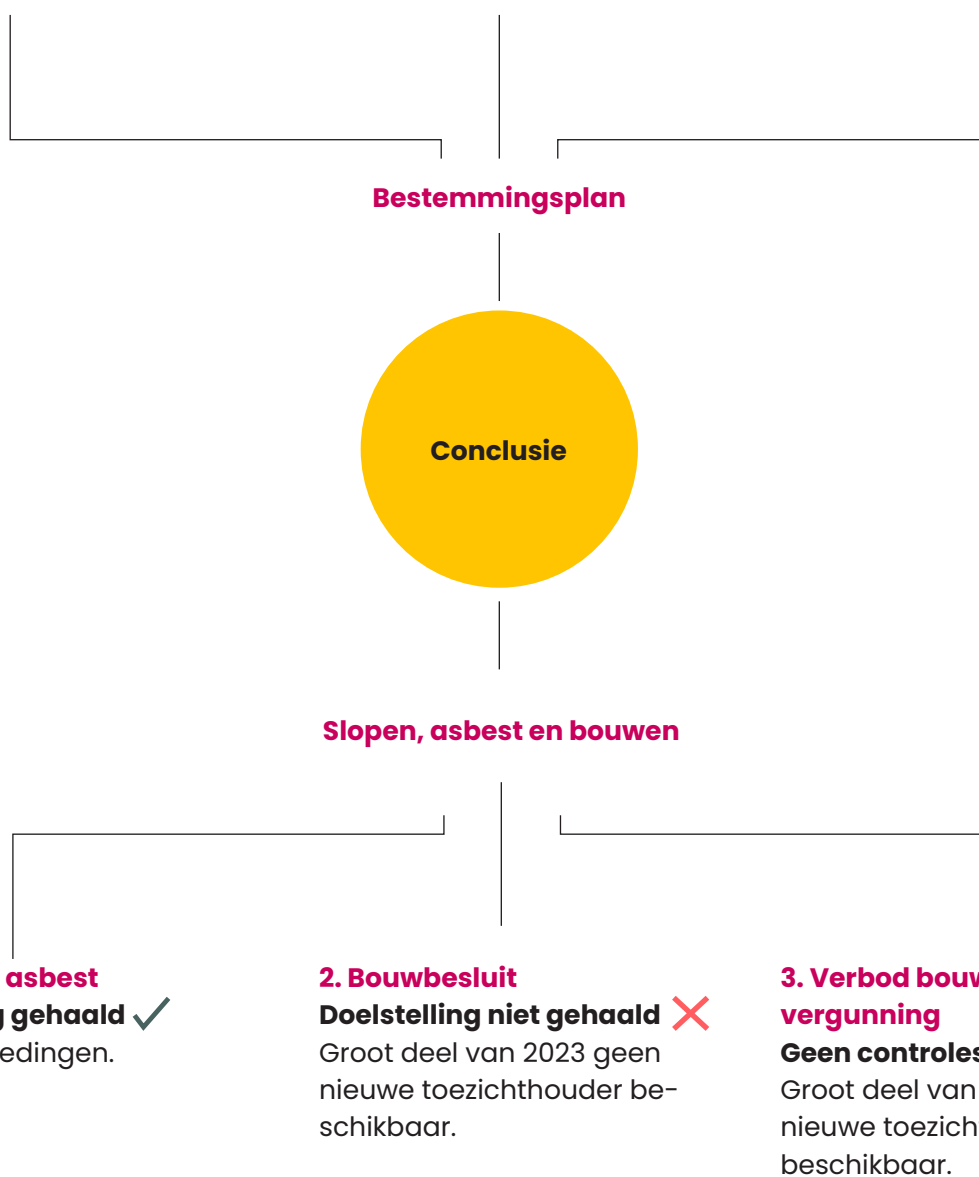 Bestemmingsplan
Conclusie
Slopen, asbest en bouwen
asbest
gehaald
edingen.
2. Bouwbesluit
Doelstelling niet gehaald
Groot deel van 2023 geen
nieuwe toezichthouder be-
schikbaar.
3. Verbod bouw
vergunning
Geen controles
Groot deel van
nieuwe toezich
beschikbaar.